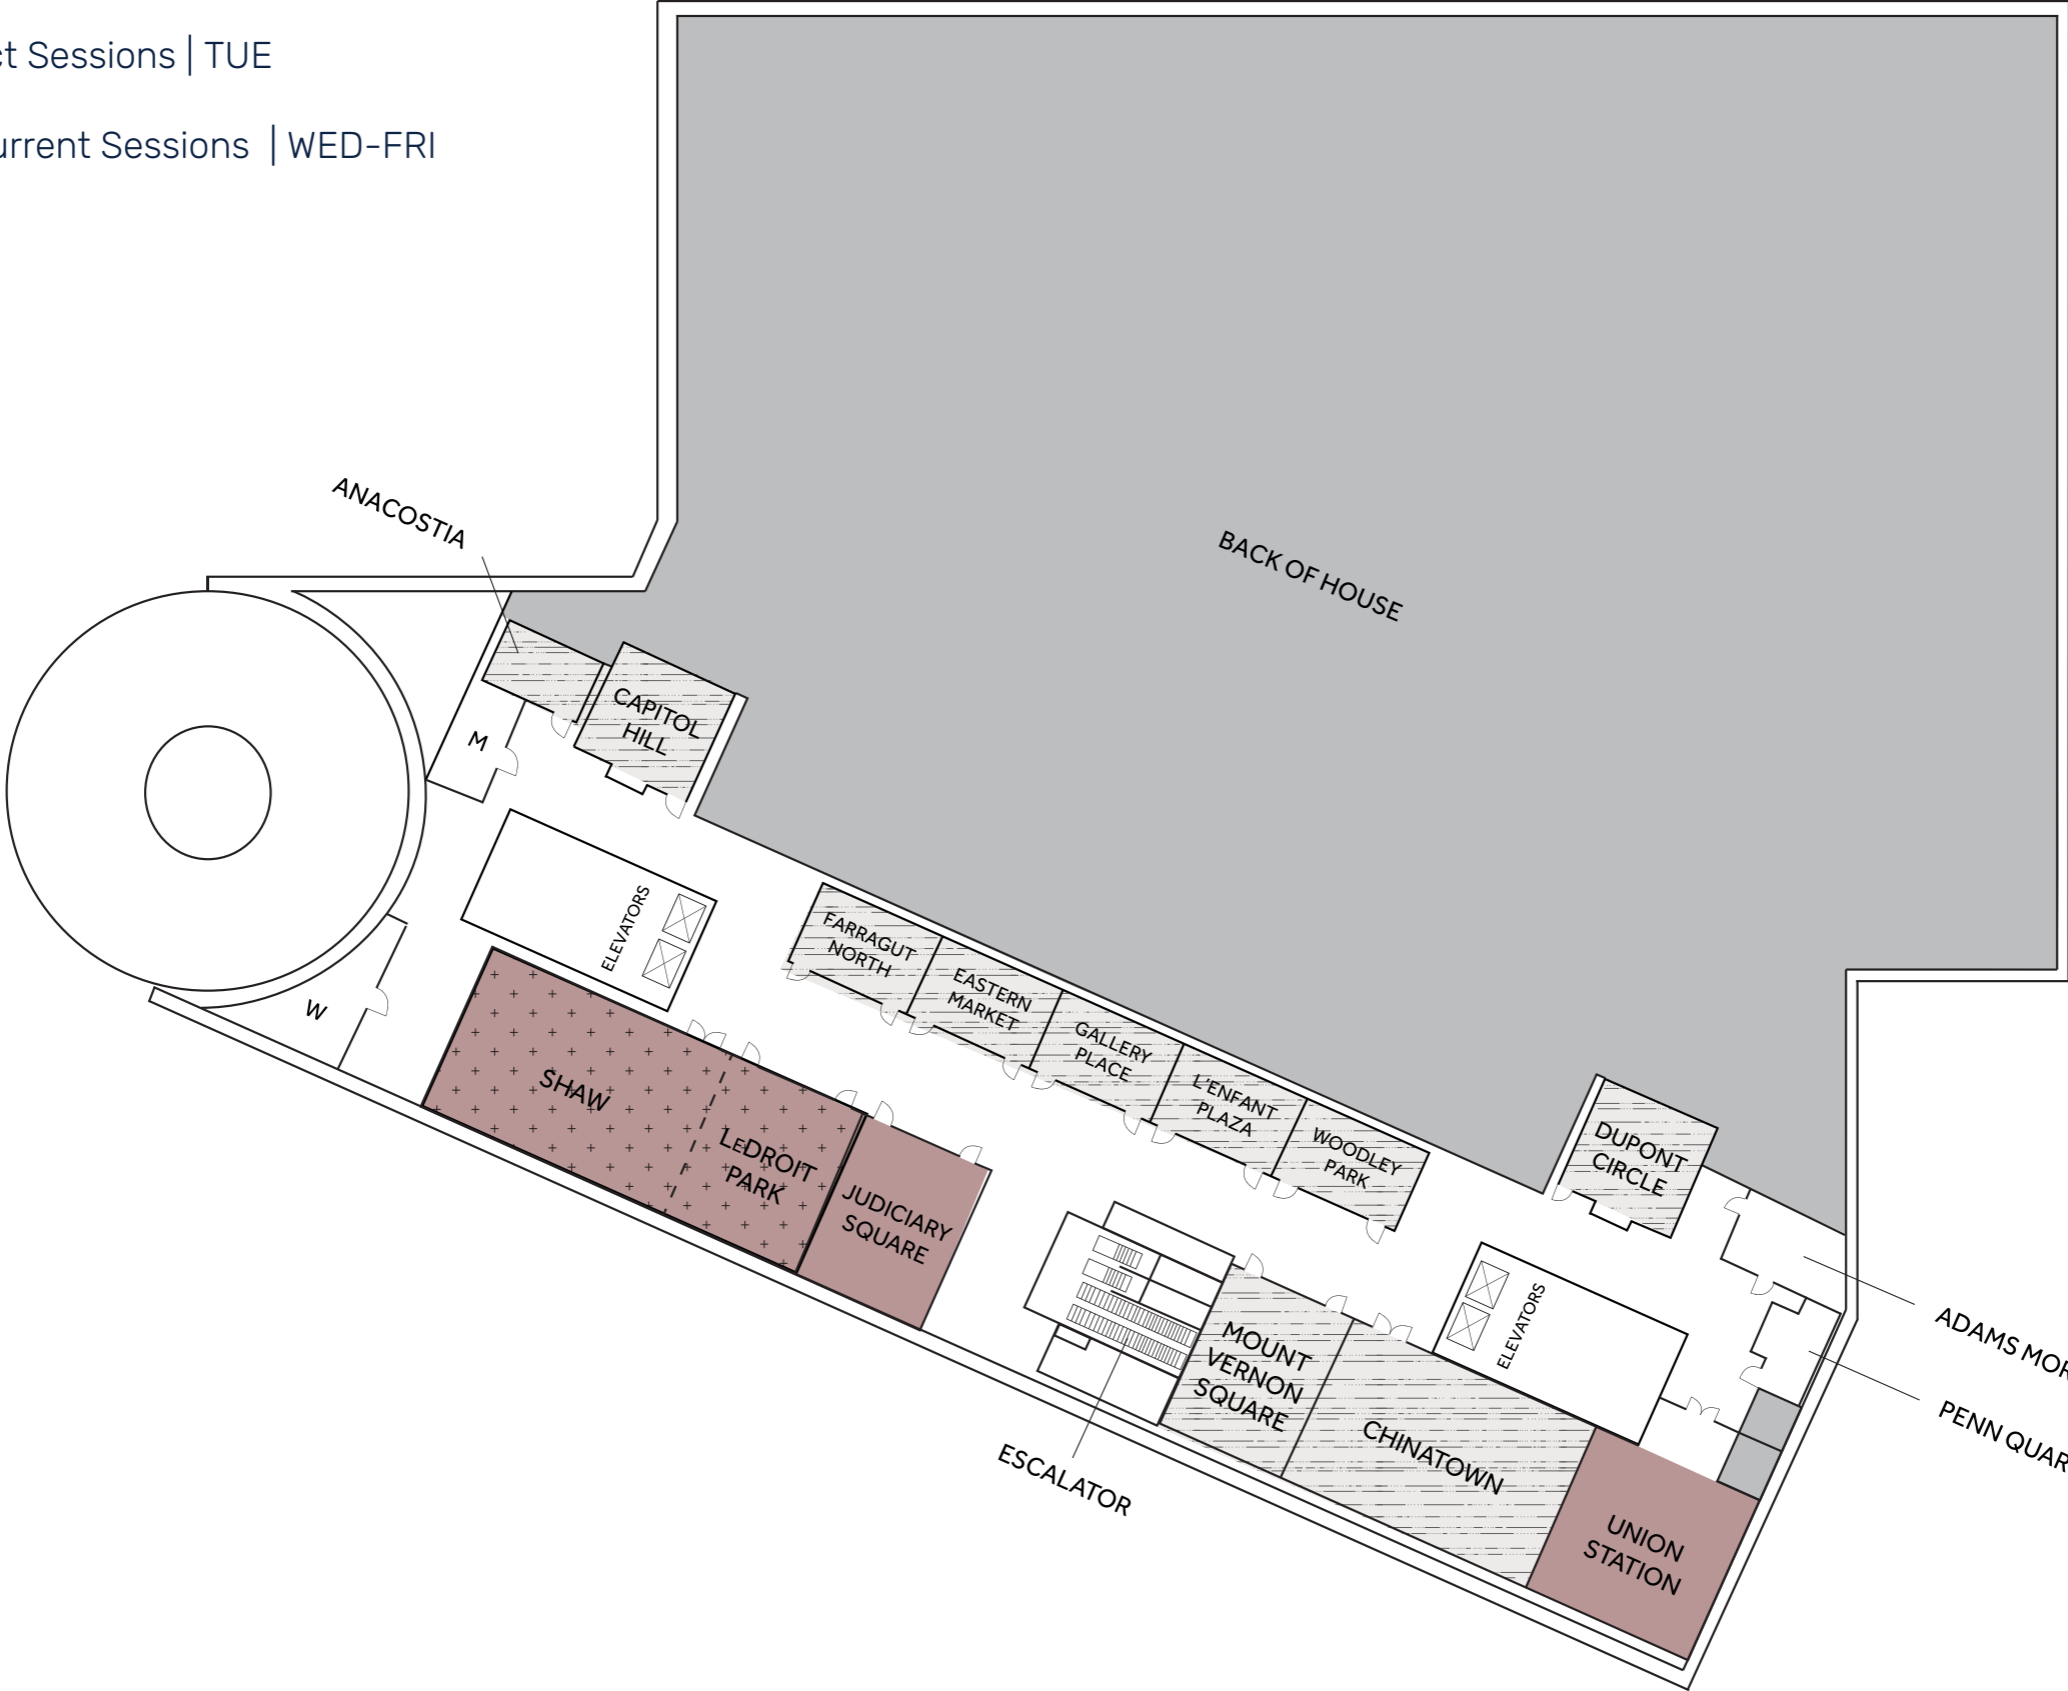 ct Sessions | TUE
urrent Sessions | WED-FRI
ANACOSTIA
BACK OF HOUSE
CAPITOL
HILL
M
ELEVATORS
FARRAGUT
NORTH
EASTERN
MARKET
GALLERY
PLACE
L'ENFANT
PLAZA
WOODLEY
PARK
DUPONT
CIRCLE
W
SHAW
LeDROIT
PARK
JUDICIARY
SQUARE
ELEVATORS
ADAMS MOR
MOUNT
VERNON
SQUARE
CHINATOWN
PENN QUAR
ESCALATOR
UNION
STATION